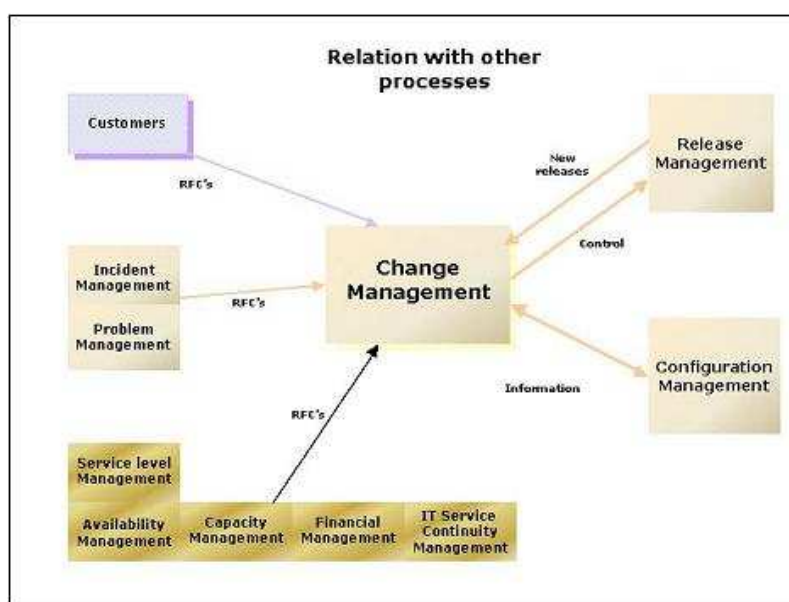 Relation with other
processes
Customers
RFC's
New
releases
Release
Management
Control
Change
Management
Incident
Management
RFC's
Problem
Management
Information
Configuration
Management
RFC's
Service level
Management
Availability
Management
Capacity
Management
Financial
Management
IT Service
Continuity
Management